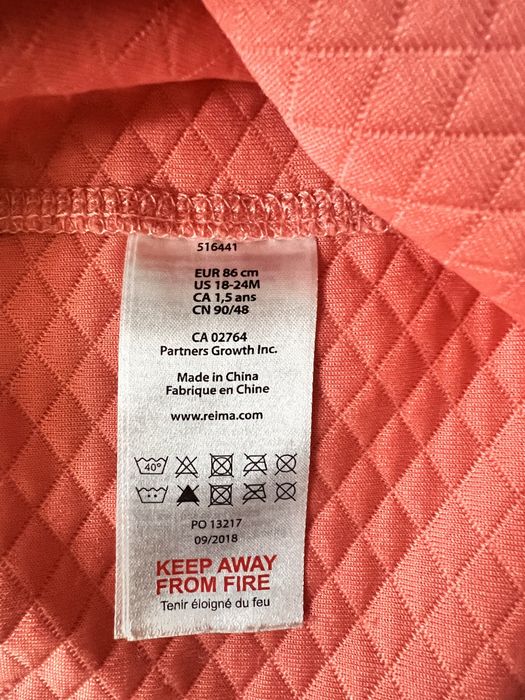 516441
EUR 86 cm
US 18-24M
CA 1,5 ans
CN 90/48
CA 02764
Partners Growth Inc.
Made in China
Fabrique en Chine
www.reima.com
40°
PO 13217
09/2018
KEEP AWAY
FROM FIRE
Tenir éloigné du feu